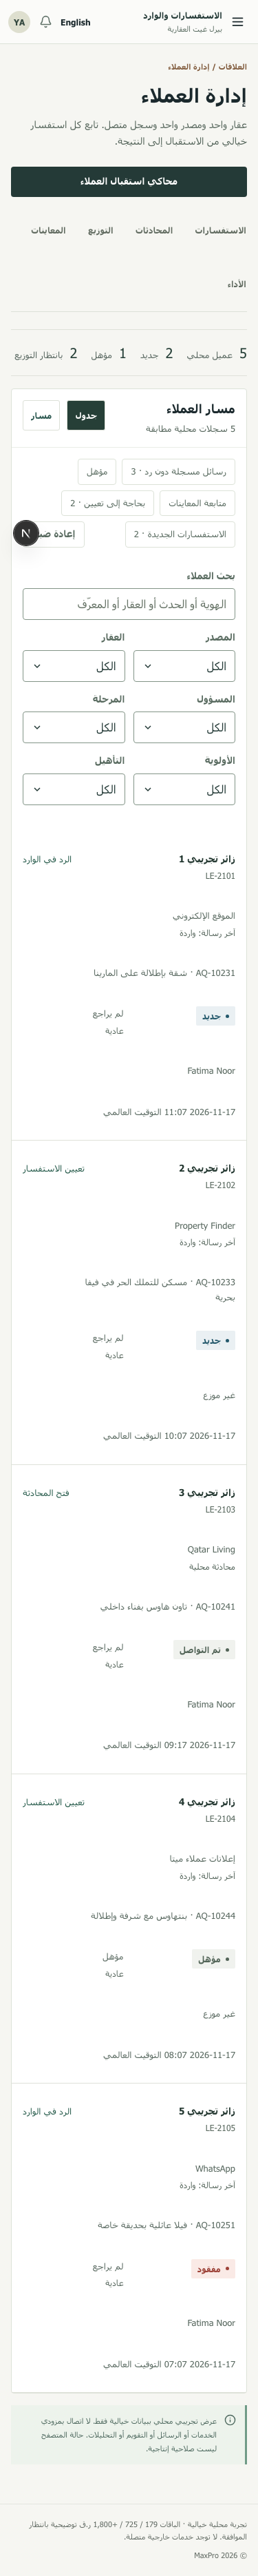 الاستفسارات والوارد
بيرل غيت العقارية
English
YA
العلاقات / إدارة العملاء
إدارة العملاء
عقار واحد ومصدر واحد وسجل متصل. تابع كل استفسار
خيالي من الاستقبال إلى النتيجة.
محاكي استقبال العملاء
الاستفسارات المحادثات التوزيع المعاينات
الأداء
5 عميل محلي 2 جديد 1 مؤهل 2 بانتظار التوزيع
مسار العملاء
5 سجلات محلية مطابقة
جدول
مسار
رسائل مسجلة دون رد · 3
مؤهل
متابعة المعاينات
بحاجة إلى تعيين · 2
الاستفسارات الجديدة · 2
إعادة
بحث العملاء
الهوية أو الحدث أو العقار أو المعرّف
المصدر
العقار
الكل
الكل
المسؤول
المرحلة
الكل
الكل
الأولوية
التأهيل
الكل
الكل
زائر تجريبي 1
الرد في الوارد
LE-2101
الموقع الإلكتروني
آخر رسالة: واردة
AQ-10231 · شقة بإطلالة على المارينا
جديد
لم يراجع
عادية
Fatima Noor
2026-11-17 11:07 التوقيت العالمي
زائر تجريبي 2
تعيين الاستفسار
LE-2102
Property Finder
آخر رسالة: واردة
AQ-10233 · مسكن للتملك الحر في فيفا
بحرية
جديد
لم يراجع
عادية
غير موزع
2026-11-17 10:07 التوقيت العالمي
زائر تجريبي 3
فتح المحادثة
LE-2103
Qatar Living
محادثة محلية
AQ-10241 · تاون هاوس بفناء داخلي
تم التواصل
لم يراجع
عادية
Fatima Noor
2026-11-17 09:17 التوقيت العالمي
زائر تجريبي 4
تعيين الاستفسار
LE-2104
إعلانات عملاء ميتا
آخر رسالة: واردة
AQ-10244 · بنتهاوس مع شرفة وإطلالة
مؤهل
مؤهل
عادية
غير موزع
2026-11-17 08:07 التوقيت العالمي
زائر تجريبي 5
الرد في الوارد
LE-2105
WhatsApp
آخر رسالة: واردة
AQ-10251 · فيلا عائلية بحديقة خاصة
مفقود
لم يراجع
عادية
Fatima Noor
2026-11-17 07:07 التوقيت العالمي
عرض تجريبي محلي ببيانات خيالية فقط. لا اتصال بمزودي
الخدمات أو الرسائل أو التقويم أو التحليلات. حالة المتصفح
ليست صلاحية إنتاجية.
تجربة محلية خيالية · الباقات 179 / 725 / +1,800 ر.ق توضيحية بانتظار
الموافقة. لا توجد خدمات خارجية متصلة.
© 2026 MaxPro